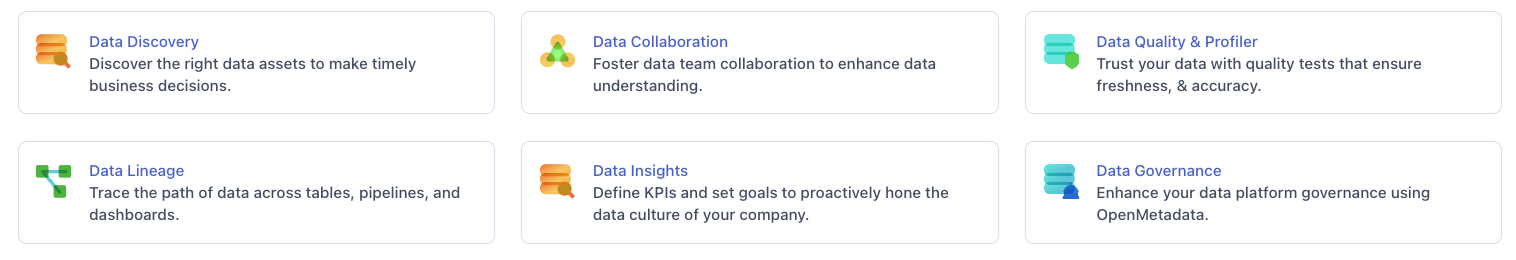 Data Discovery
Discover the right data assets to make timely
business decisions.
Data Collaboration
Foster data team collaboration to enhance data
understanding.
Data Quality & Profiler
Trust your data with quality tests that ensure
freshness, & accuracy.
Data Lineage
Trace the path of data across tables, pipelines, and
dashboards.
Data Insights
Define KPIs and set goals to proactively hone the
data culture of your company.
Data Governance
Enhance your data platform governance using
OpenMetadata.